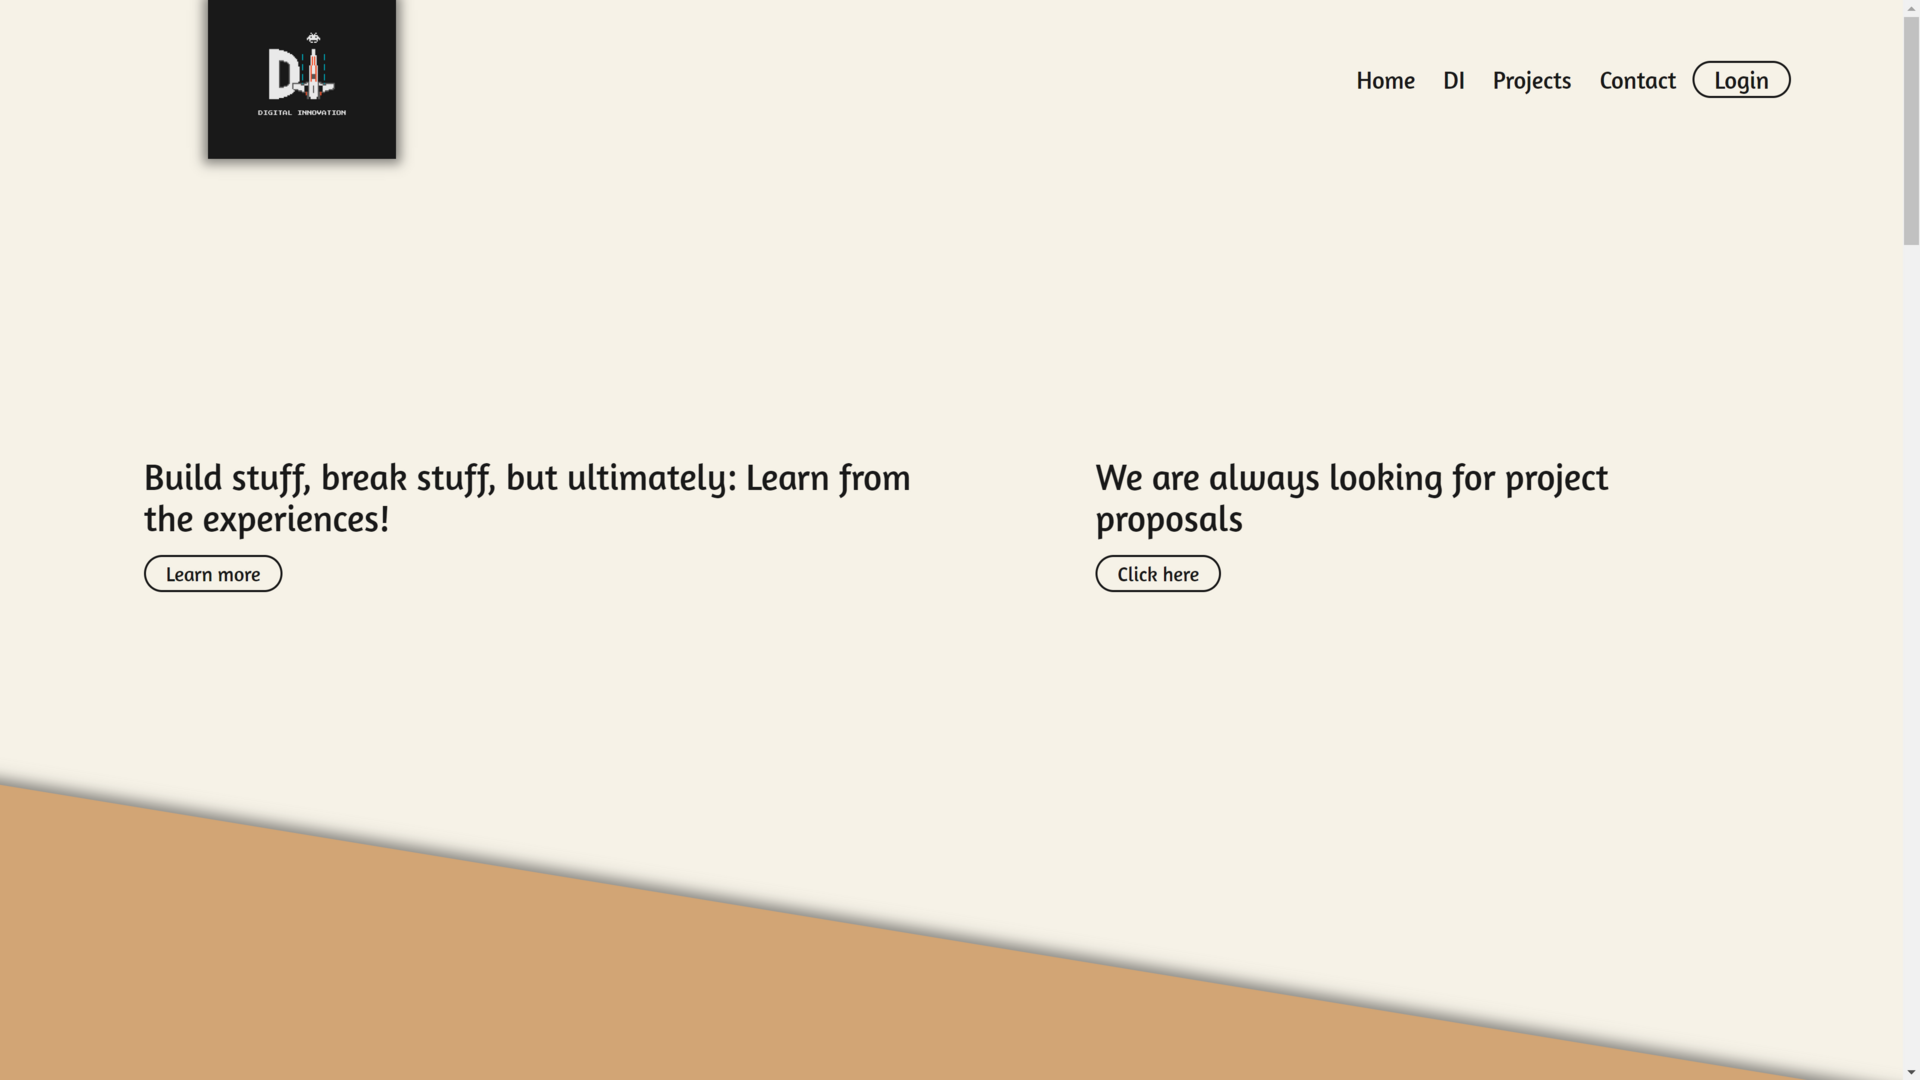 DI
DIGITAL INNOVATION
Home DI Projects Contact Login
Build stuff, break stuff, but ultimately: Learn from
the experiences!
Learn more
We are always looking for project
proposals
Click here